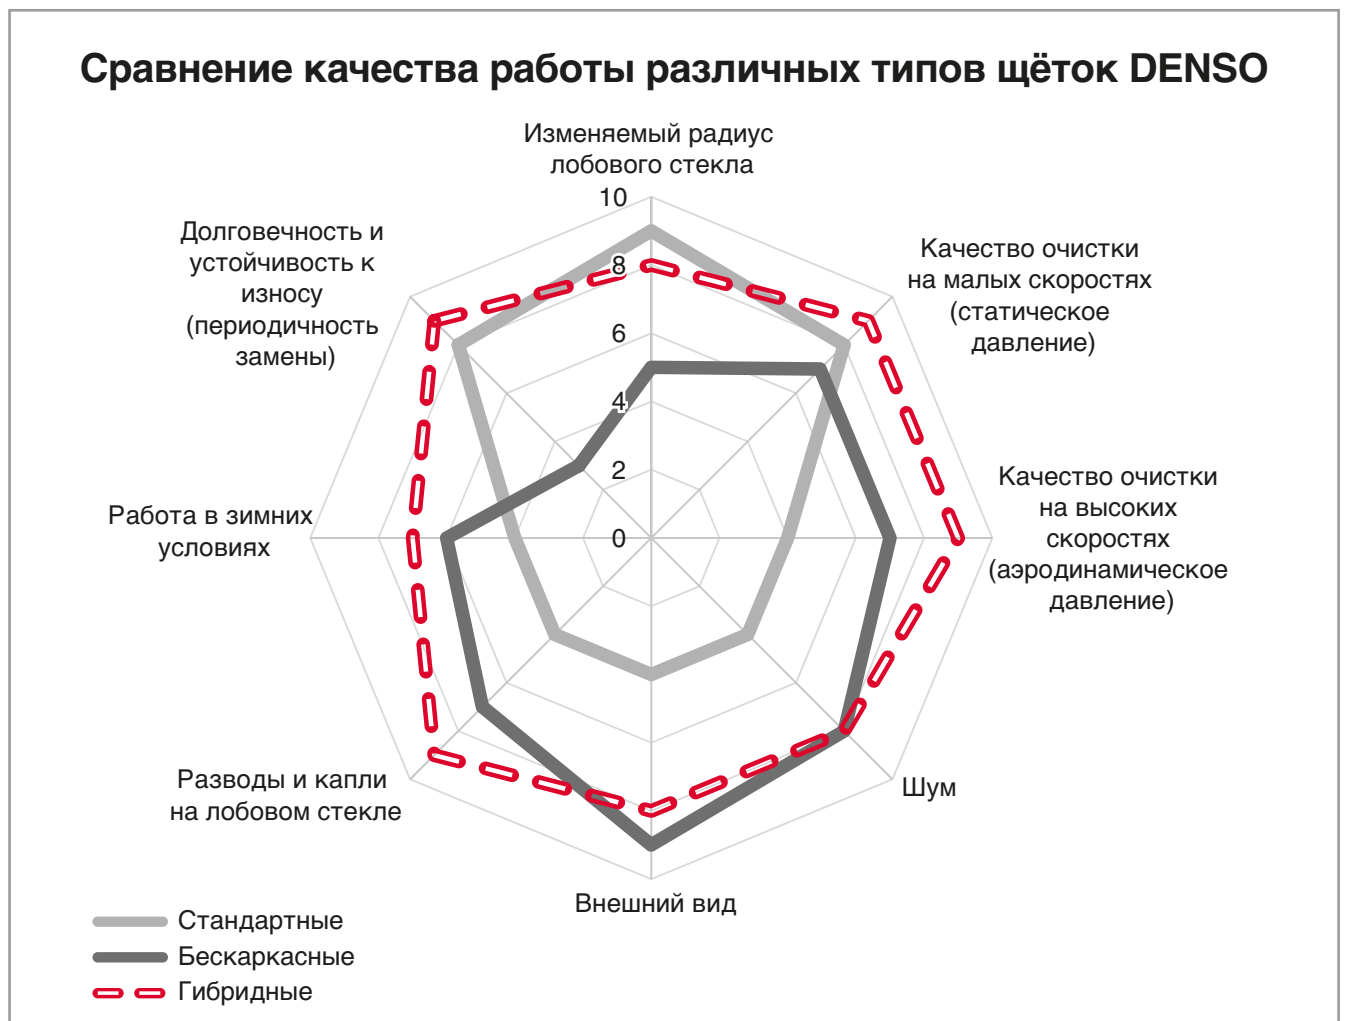 Сравнение качества работы различных типов щёток DENSO
Изменяемый радиус
лобового стекла
10
8
6
4
2
0
Качество очистки
на малых скоростях
(статическое
давление)
Качество очистки
на высоких
скоростях
(аэродинамическое
давление)
Шум
Внешний вид
Разводы и капли
на лобовом стекле
Работа в зимних
условиях
Долговечность и
устойчивость к
износу
(периодичность
замены)
Стандартные
Бескаркасные
Гибридные